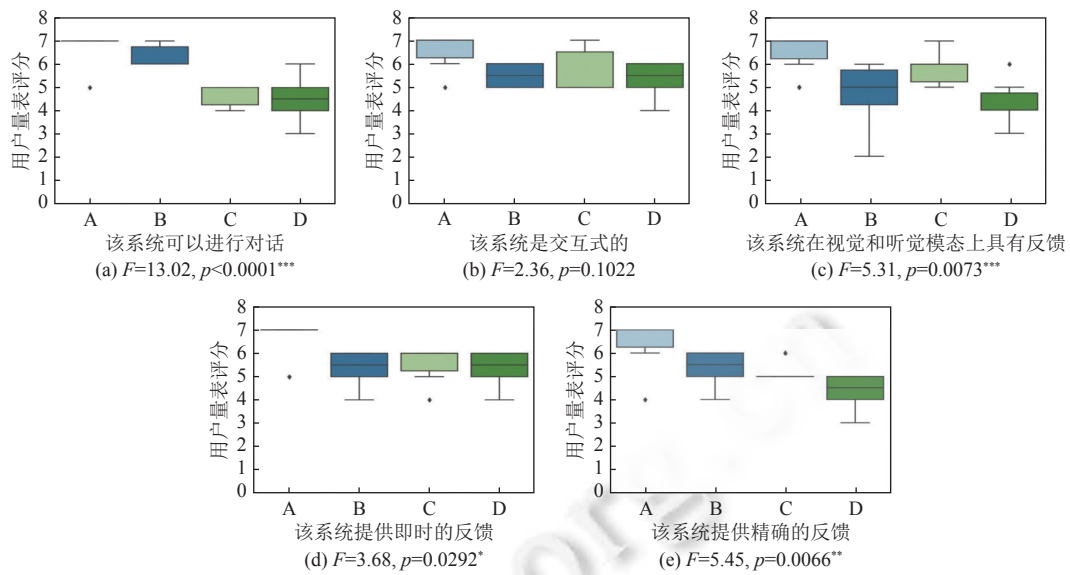 用户量表评分
8
7
6
5
4
3
2
1
0
A B C D
该系统可以进行对话
(a) F=13.02, p<0.0001***
用户量表评分
8
7
6
5
4
3
2
1
0
A B C D
该系统是交互式的
(b) F=2.36, p=0.1022
用户量表评分
8
7
6
5
4
3
2
1
0
A B C D
该系统在视觉和听觉模态上具有反馈
(c) F=5.31, p=0.0073***
用户量表评分
8
7
6
5
4
3
2
1
0
A B C D
该系统提供即时的反馈
(d) F=3.68, p=0.0292*
用户量表评分
8
7
6
5
4
3
2
1
0
A B C D
该系统提供精确的反馈
(e) F=5.45, p=0.0066**